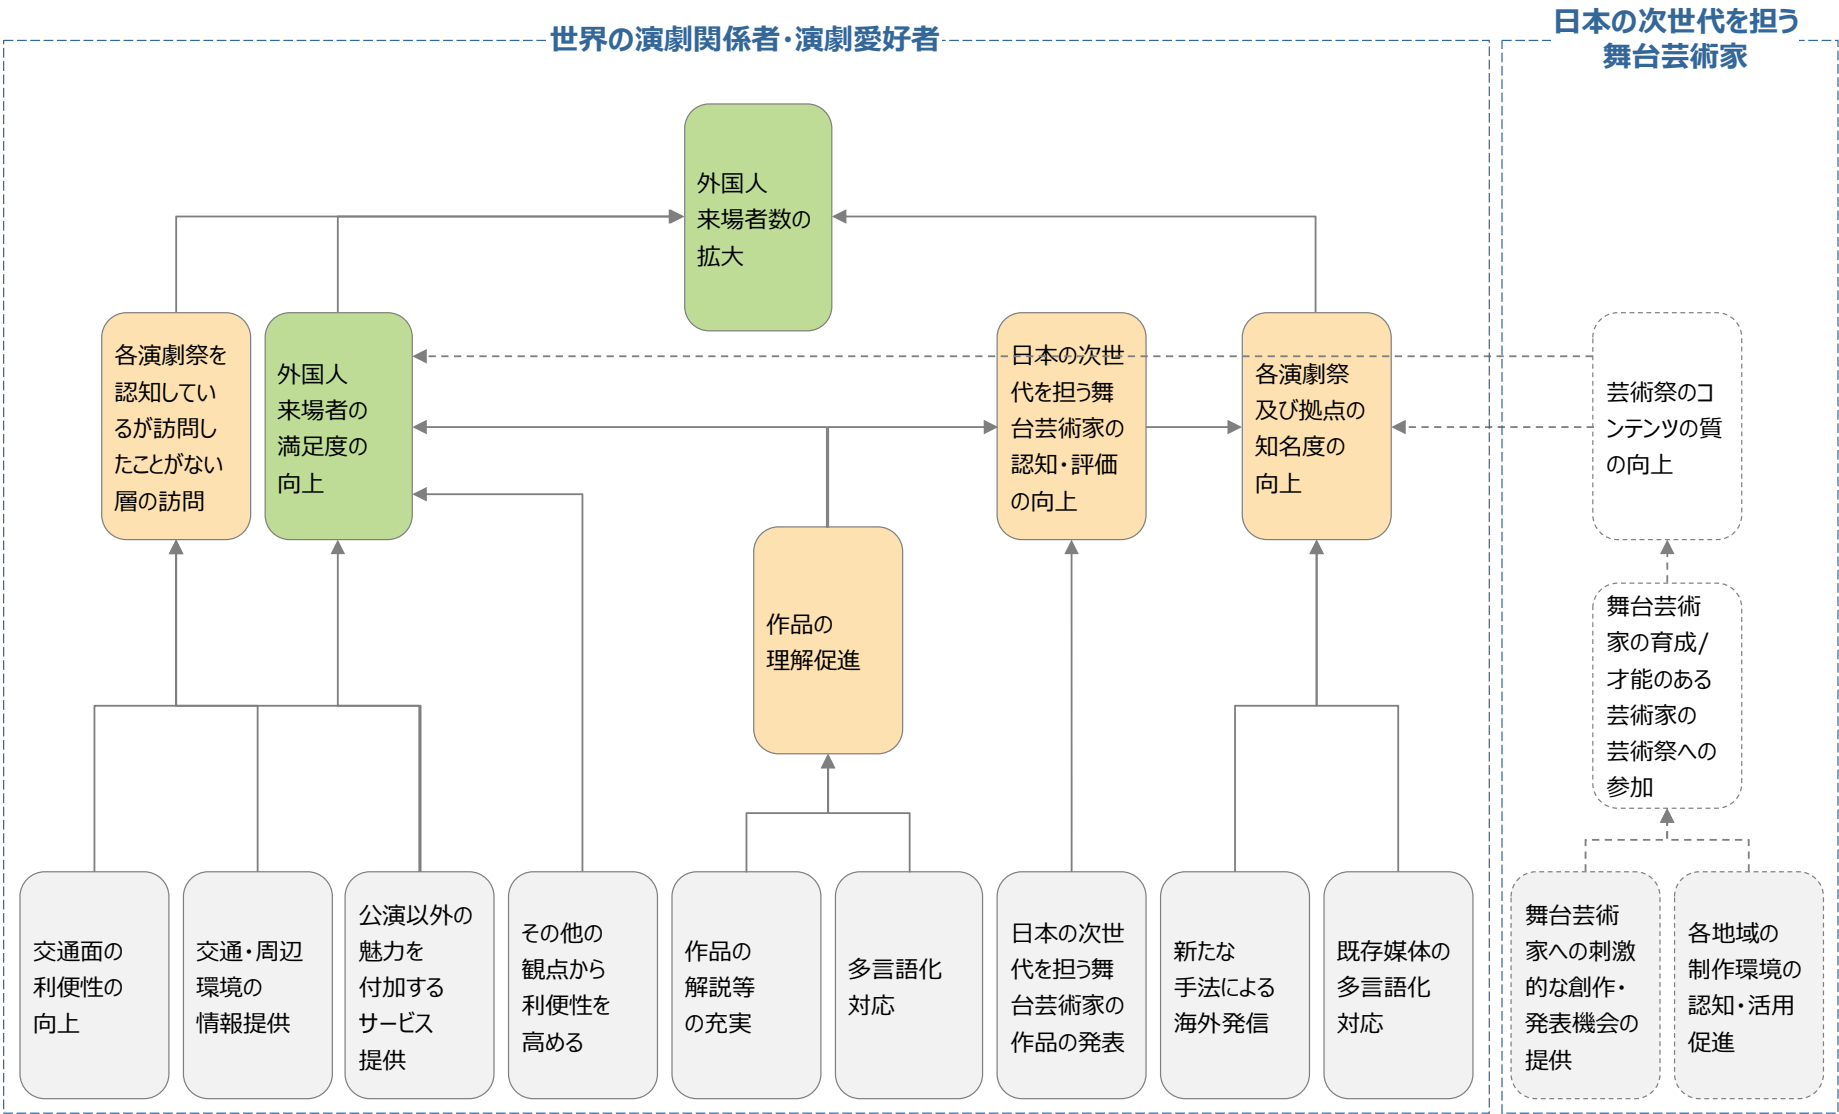 世界の演劇関係者・演劇愛好者
日本の次世代を担う
舞台芸術家
外国人
来場者数の
拡大
各演劇祭を
認知してい
るが訪問し
たことがない
層の訪問
外国人
来場者の
満足度の
向上
日本の次世
代を担う舞
台芸術家の
認知・評価
の向上
各演劇祭
及び拠点の
知名度の
向上
芸術祭のコ
ンテンツの質
の向上
作品の
理解促進
舞台芸術
家の育成/
才能のある
芸術家の
芸術祭への
参加
交通面の
利便性の
向上
交通・周辺
環境の
情報提供
公演以外の
魅力を
付加する
サービス
提供
その他の
観点から
利便性を
高める
作品の
解説等
の充実
多言語化
対応
日本の次世
代を担う舞
台芸術家の
作品の発表
新たな
手法による
海外発信
既存媒体の
多言語化
対応
舞台芸術
家への刺激
的な創作・
発表機会の
提供
各地域の
制作環境の
認知・活用
促進